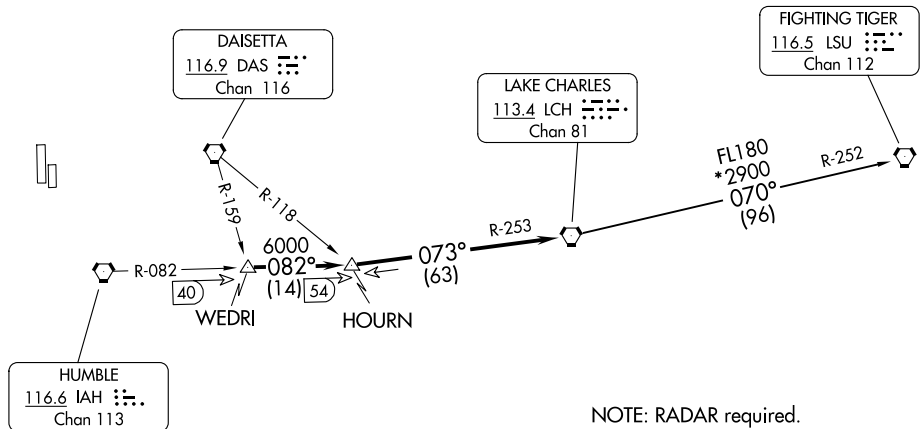 DAISETTA
116.9 DAS
Chan 116
FIGHTING TIGER
116.5 LSU
Chan 112
LAKE CHARLES
113.4 LCH
Chan 81
R-159
R-118
R-253
FL180
*2900
070°
(96)
R-252
R-082
40
WEDRI
6000
082°
(14)
54
HOURN
073°
(63)
HUMBLE
116.6 IAH
Chan 113
NOTE: RADAR required.